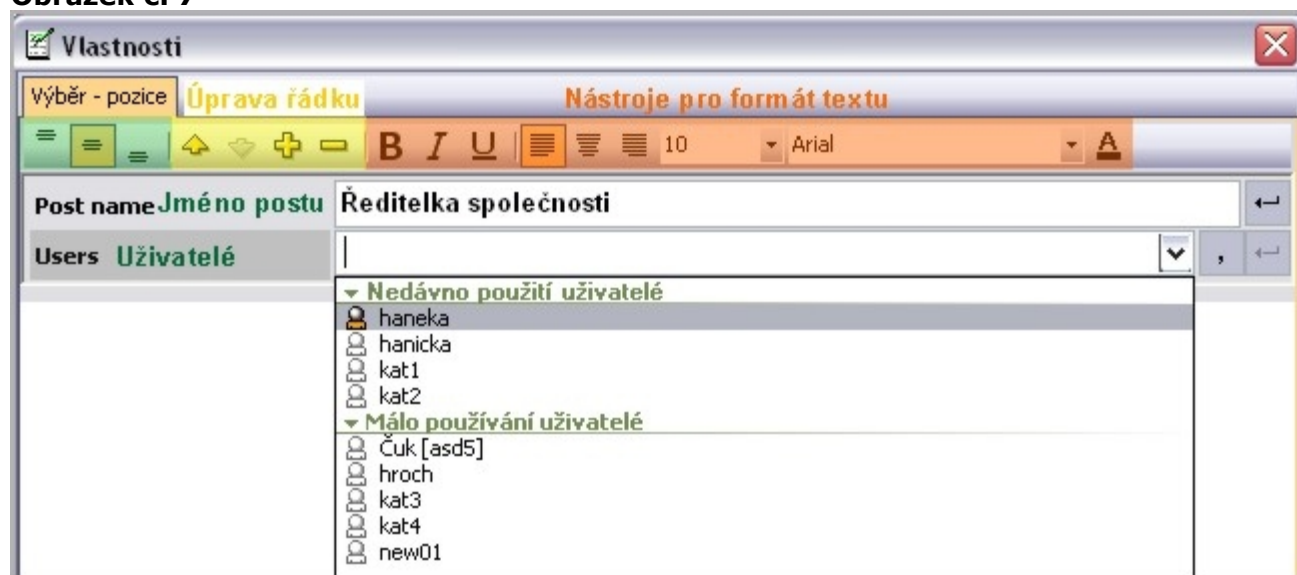 Obrázek čl 7
Vlastnosti
Výběr - pozice Úprava řádku Nástroje pro formát textu
B I U 10 Arial A
Post name Jméno postu Ředitelka společnosti
Users Uživatelé ,
Nedávno použití uživatelé
haneka
hanicka
kat1
kat2
Málo používání uživatelé
Čuk [asd5]
hroch
kat3
kat4
new01